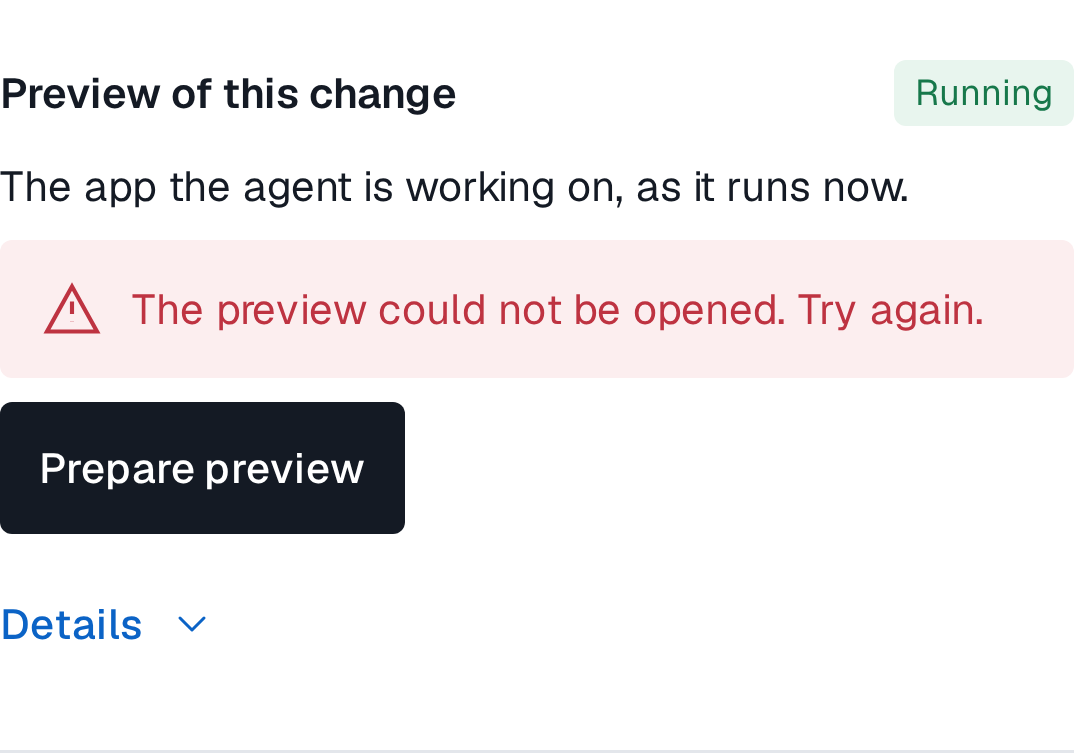 Preview of this change
Running
The app the agent is working on, as it runs now.
The preview could not be opened. Try again.
Prepare preview
Details